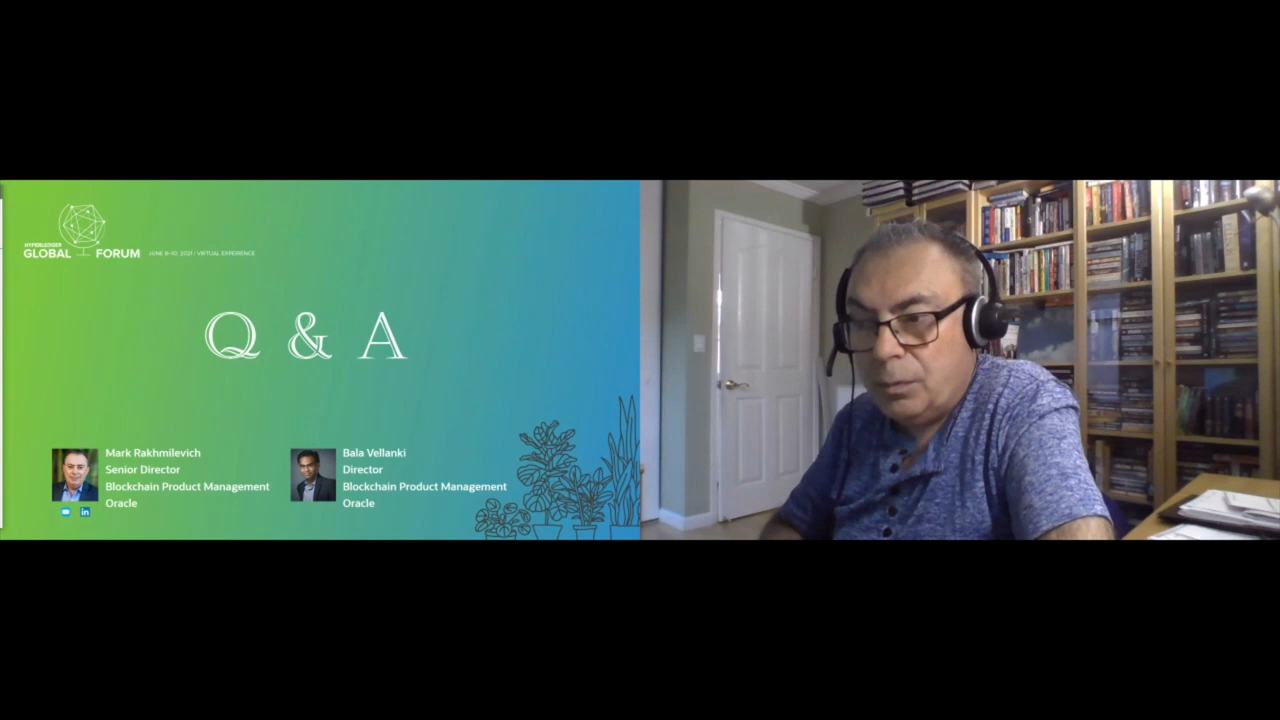 HYPERLEDGER
GLOBAL FORUM
JUNE 8-10, 2021 | VIRTUAL EXPERIENCE
Q & A
Mark Rakhmilevich
Senior Director
Blockchain Product Management
Oracle
in
Bala Vellanki
Director
Blockchain Product Management
Oracle